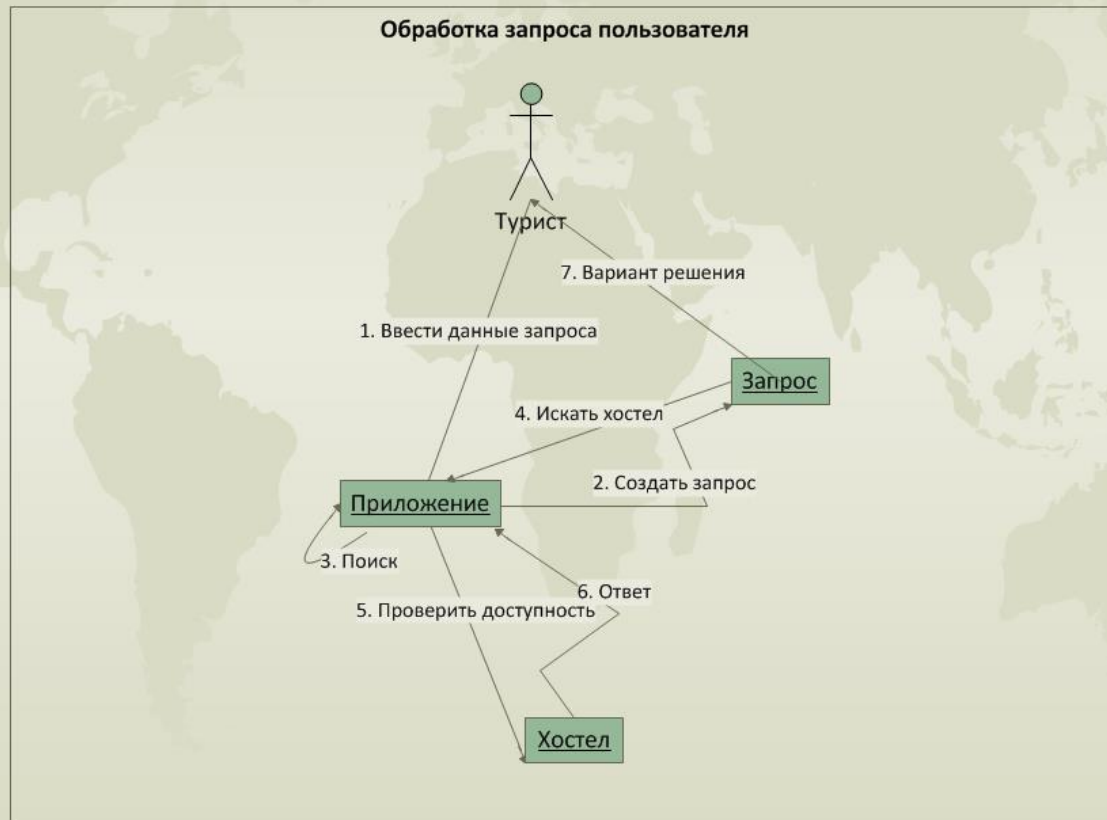 Обработка запроса пользователя
Турист
7. Вариант решения
1. Ввести данные запроса
Запрос
4. Искать хостел
2. Создать запрос
Приложение
3. Поиск
6. Ответ
5. Проверить доступность
Хостел